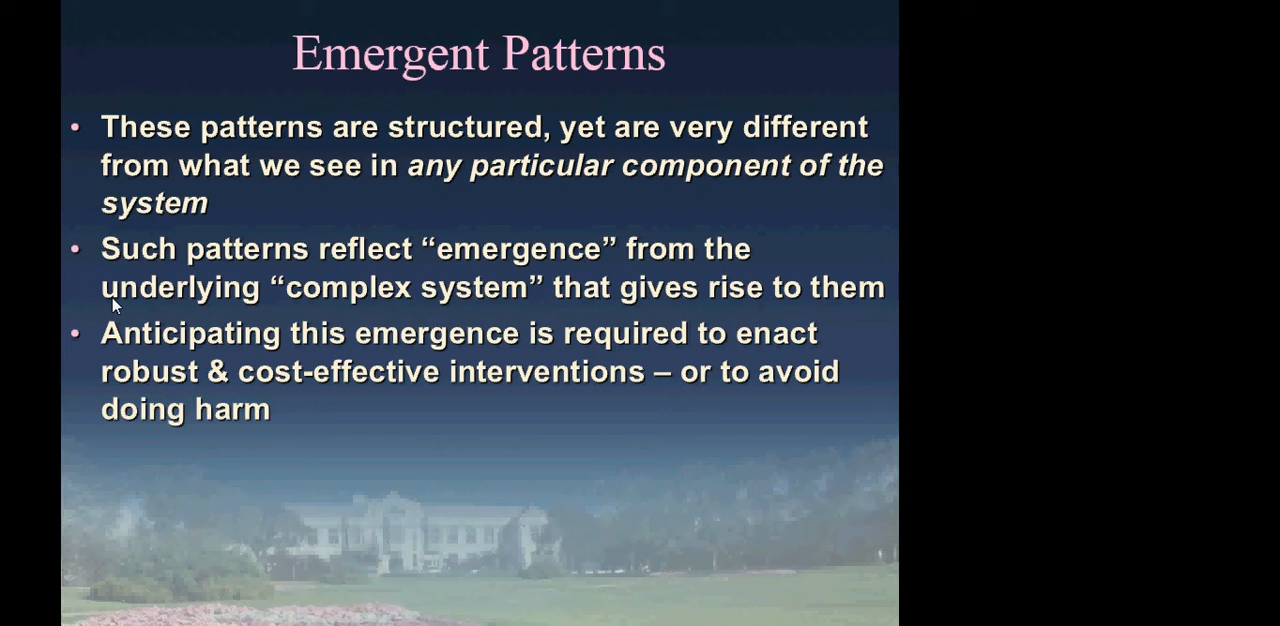 Emergent Patterns
• These patterns are structured, yet are very different
from what we see in any particular component of the
system
• Such patterns reflect “emergence” from the
underlying “complex system” that gives rise to them
• Anticipating this emergence is required to enact
robust & cost-effective interventions – or to avoid
doing harm